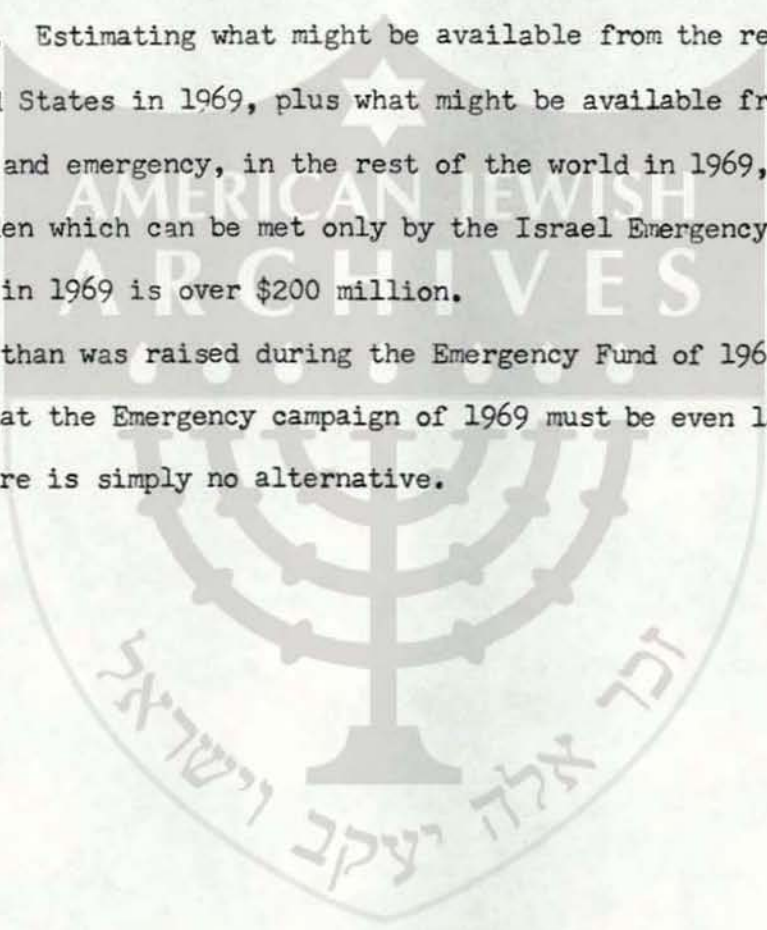 Estimating what might be available from the re
States in 1969, plus what might be available fr
and emergency, in the rest of the world in 1969,
en which can be met only by the Israel Emergency
in 1969 is over $200 million.
than was raised during the Emergency Fund of 196
at the Emergency campaign of 1969 must be even l
re is simply no alternative.
AMERICAN JEWISH
ARCHIVES
זכר אלה יעקב וישראל